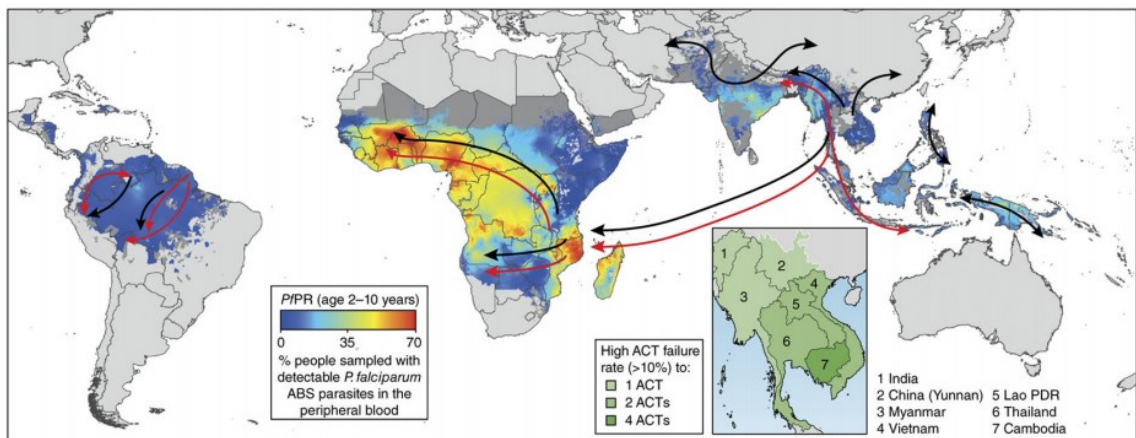 PfPR (age 2–10 years)
0 35 70
% people sampled with
detectable P. falciparum
ABS parasites in the
peripheral blood
High ACT failure
rate (>10%) to:
1 ACT
2 ACTs
4 ACTs
1
2
3
4
5
6
7
1 India
2 China (Yunnan) 5 Lao PDR
3 Myanmar 6 Thailand
4 Vietnam 7 Cambodia